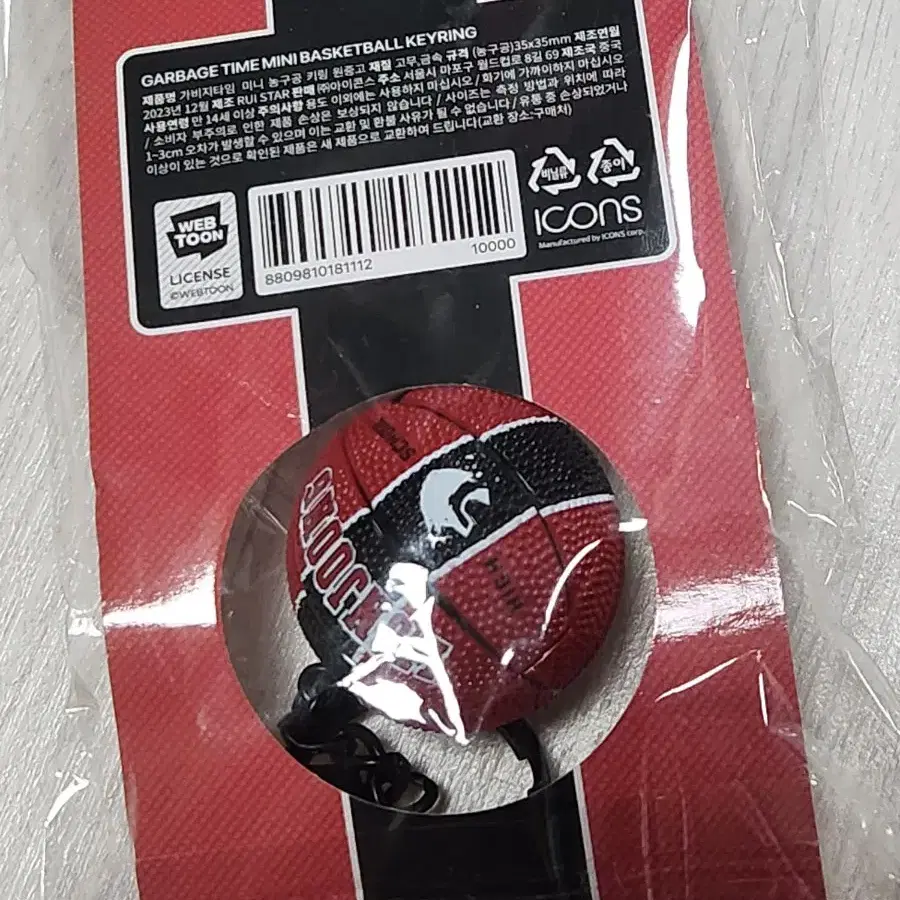 GARBAGE TIME MINI BASKETBALL KEYRING
제품명 가비지타임 미니 농구공 키링 원중고 재질 고무,금속 규격 (농구공)35x35mm 제조연월
2023년 12월 제조 RUI STAR 판매 ㈜아이콘스 주소 서울시 마포구 월드컵로 8길 69 제조국 중국
사용연령 만 14세 이상 주의사항 용도 이외에는 사용하지 마십시오 / 화기에 가까이하지 마십시오
/ 소비자 부주의로 인한 제품 손상은 보상되지 않습니다 / 사이즈는 측정 방법과 위치에 따라
1~3cm 오차가 발생할 수 있으며 이는 교환 및 환불 사유가 될 수 없습니다 / 유통 중 손상되었거나
이상이 있는 것으로 확인된 제품은 새 제품으로 교환하여 드립니다(교환 장소:구매처)
비닐류
종이
WEB
TOON
LICENSE
©WEBTOON
8809810181112
10000
ICONS
Manufactured by ICONS corp.
HIGH